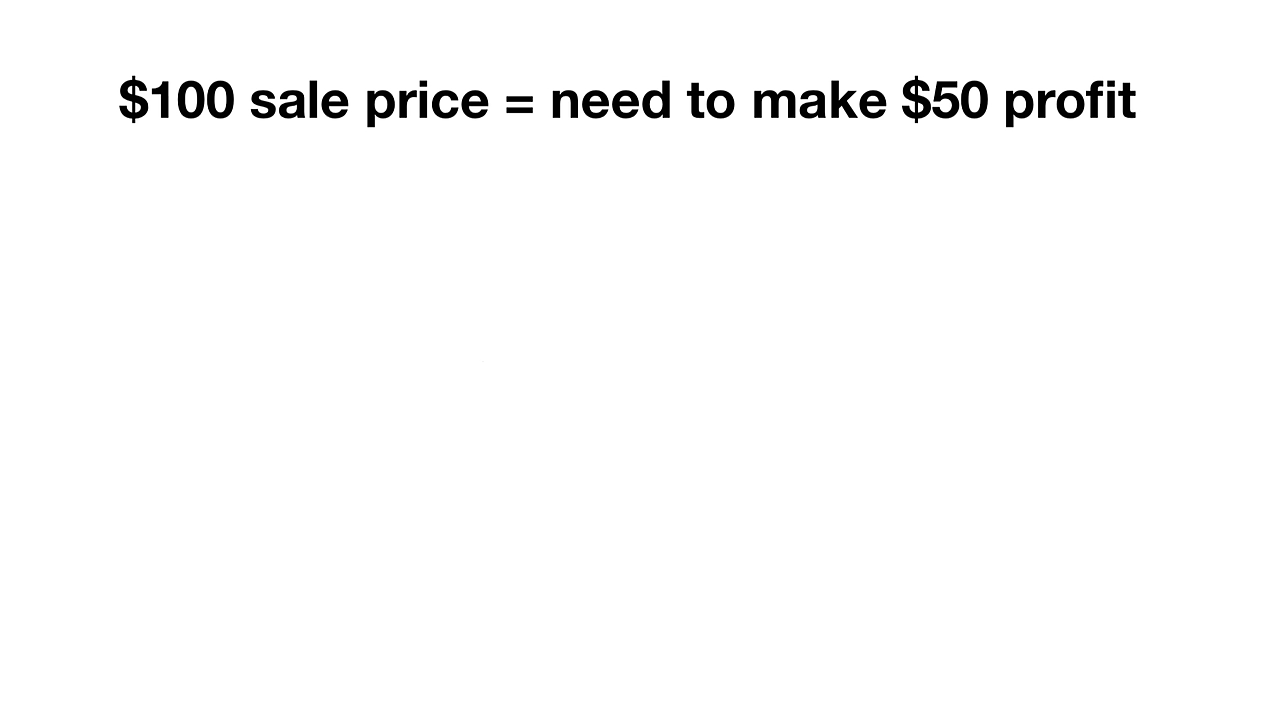 $100 sale price = need to make $50 profit